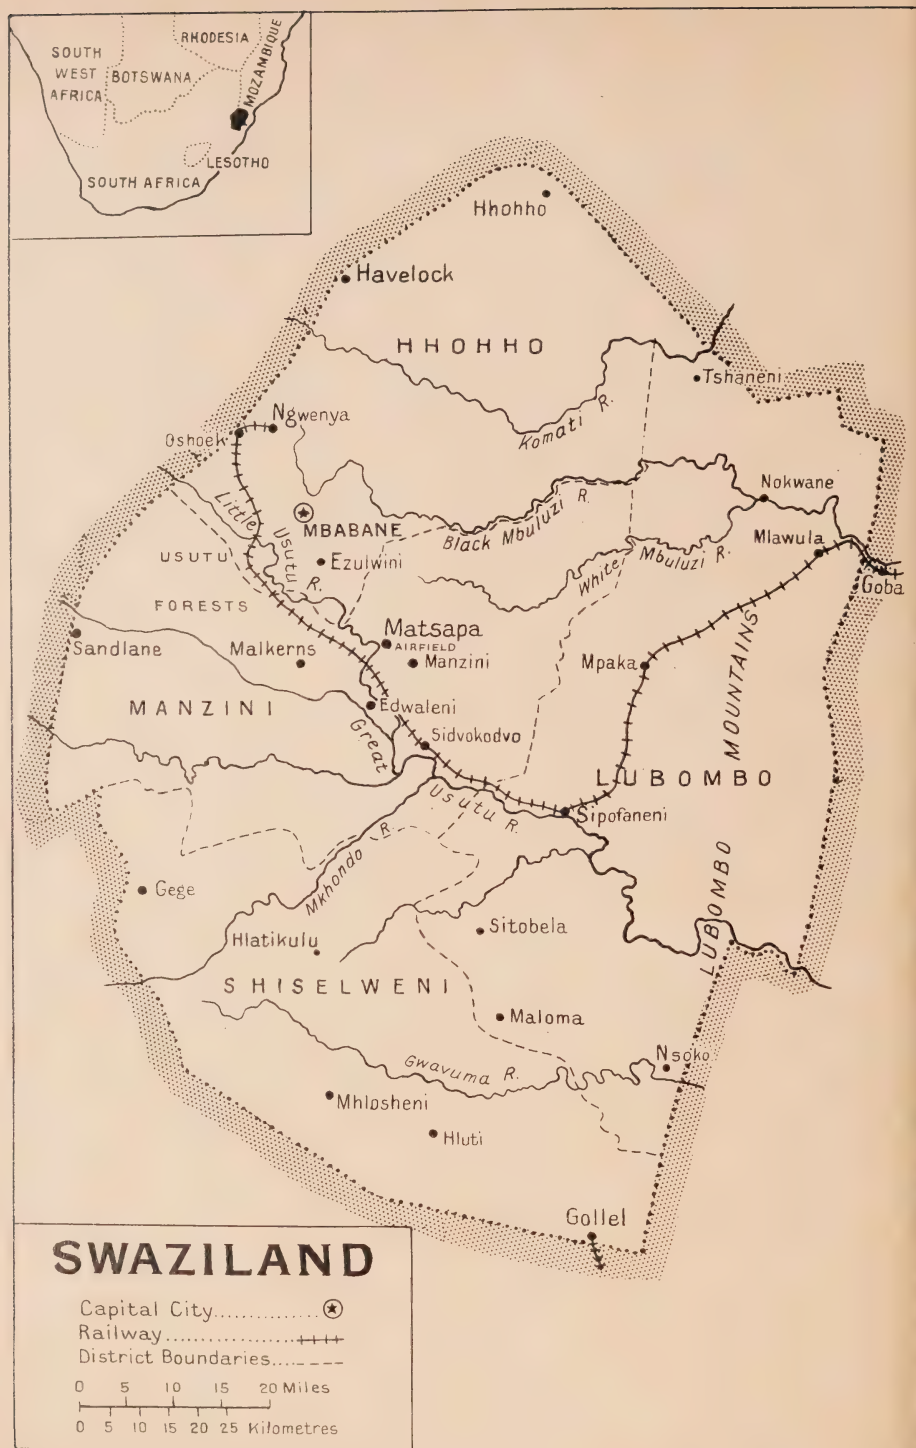 RHODESIA
SOUTH
WEST
AFRICA
BOTSWANA
MOZAMBIQUE
LESOTHO
SOUTH AFRICA
Hhohho
Havelock
HHOHHO
Tshaneni
Komati R.
Oshoek
Ngwenya
Nokwane
Little
Usutu R.
MBABANE
Black Mbuluzi R.
Mlawula
USUTU
FORESTS
Ezulwini
White Mbuluzi R.
Goba
Sandlane
Malkerns
Matsapa
AIRFIELD
Manzini
Mpaka
MANZINI
Edwaleni
Sidvokodvo
LUBOMBO
Great
Usutu R.
Sipofaneni
LUBOMBO MOUNTAINS
Mkhondo R.
Gege
Hlatikulu
Sitobela
SHISELWENI
Maloma
Gwavuma R.
Nsoko
Mhlosheni
Hluti
Gollel
SWAZILAND
Capital City..............
Railway..............
District Boundaries....
0 5 10 15 20 Miles
0 5 10 15 20 25 Kilometres